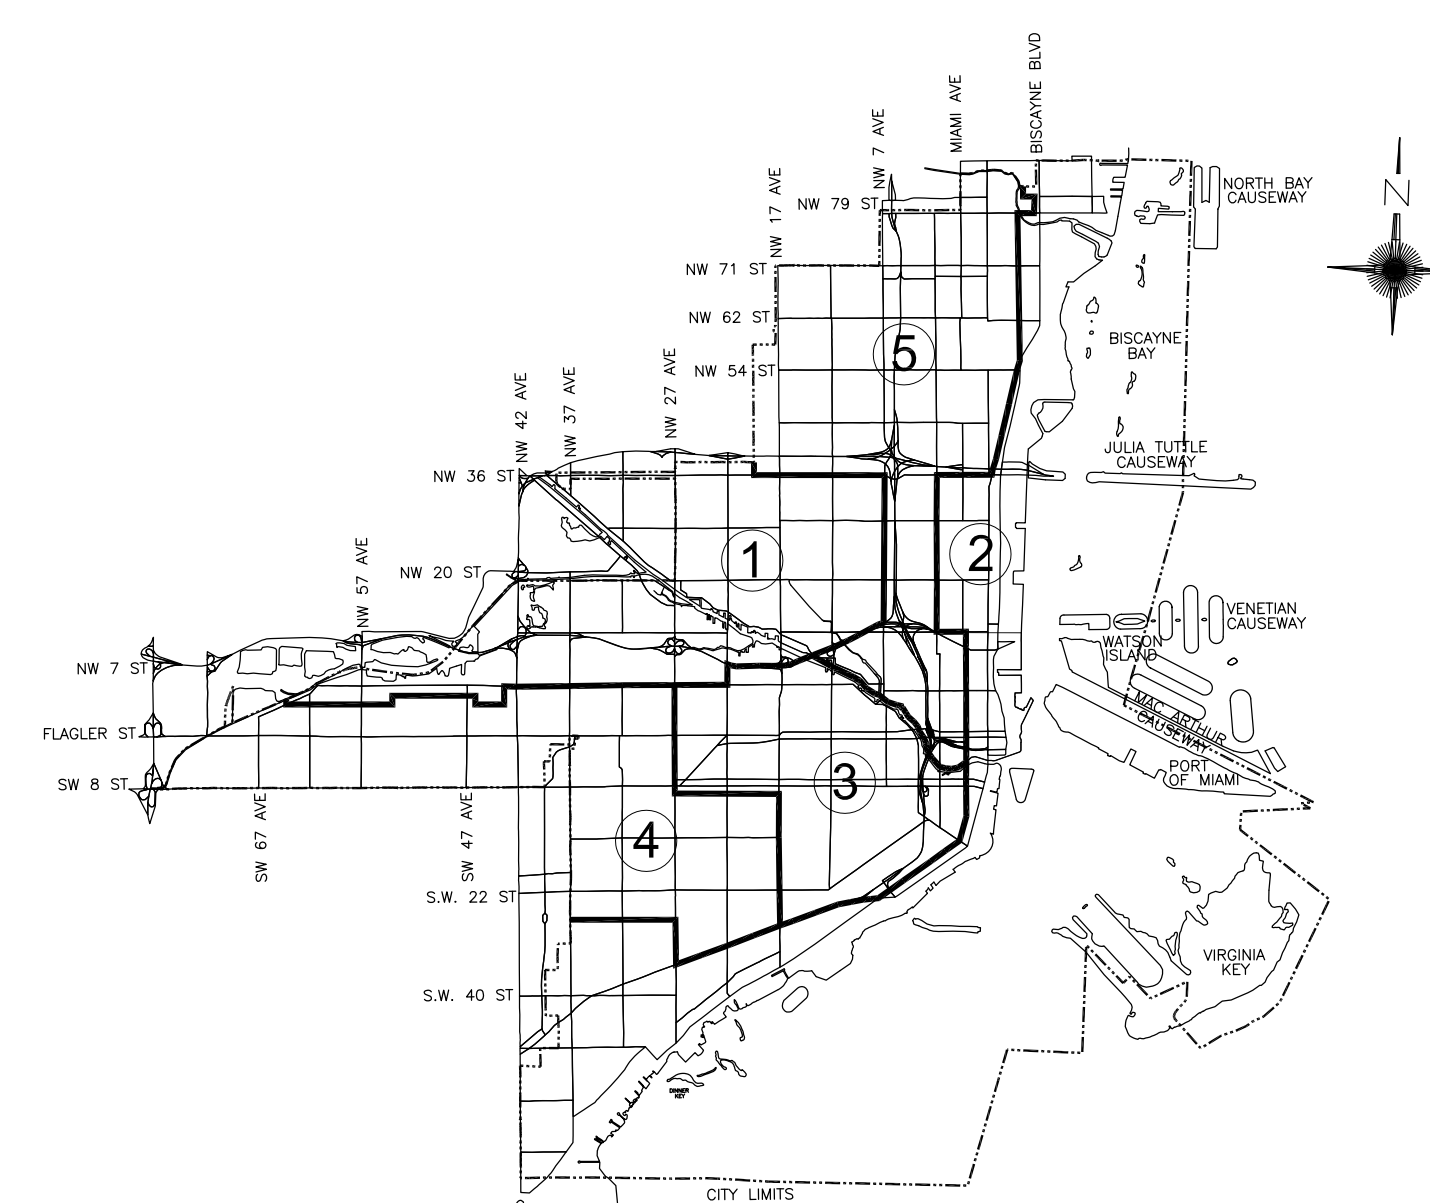 BISCAYNE BLVD
MIAMI AVE
NW 7 AVE
NW 17 AVE
NW 79 ST
NORTH BAY
CAUSEWAY
N
NW 71 ST
NW 62 ST
BISCAYNE
BAY
5
NW 54 ST
NW 27 AVE
NW 37 AVE
NW 42 AVE
JULIA TUTTLE
CAUSEWAY
NW 36 ST
1
2
NW 57 AVE
NW 20 ST
VENETIAN
CAUSEWAY
WATSON
ISLAND
NW 7 ST
MAC ARTHUR
CAUSEWAY
FLAGLER ST
PORT
OF MIAMI
SW 8 ST
3
SW 67 AVE
SW 47 AVE
4
S.W. 22 ST
VIRGINIA
KEY
S.W. 40 ST
DINNER
KEY
CITY LIMITS